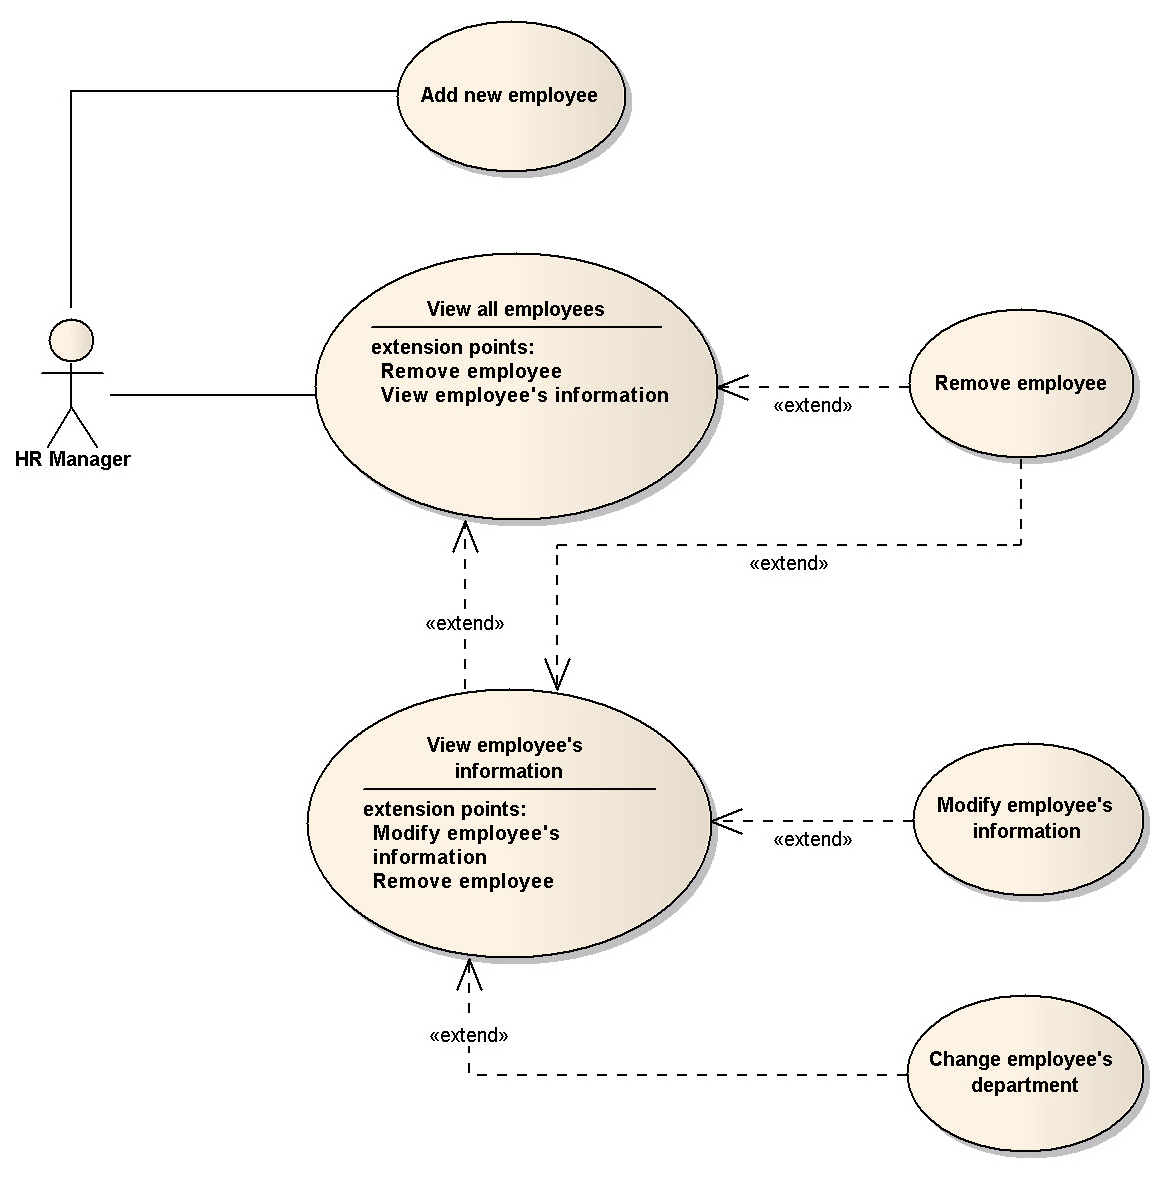 Add new employee
View all employees
extension points:
Remove employee
View employee's information
Remove employee
«extend»
HR Manager
«extend»
«extend»
View employee's
information
extension points:
Modify employee's
information
Remove employee
Modify employee's
information
«extend»
«extend»
Change employee's
department